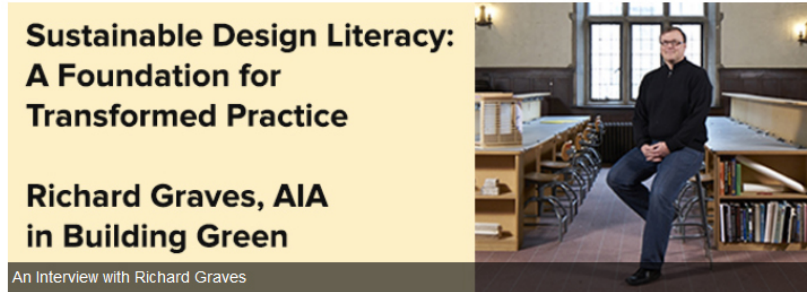 Sustainable Design Literacy:
A Foundation for
Transformed Practice
Richard Graves, AIA
in Building Green
An Interview with Richard Graves